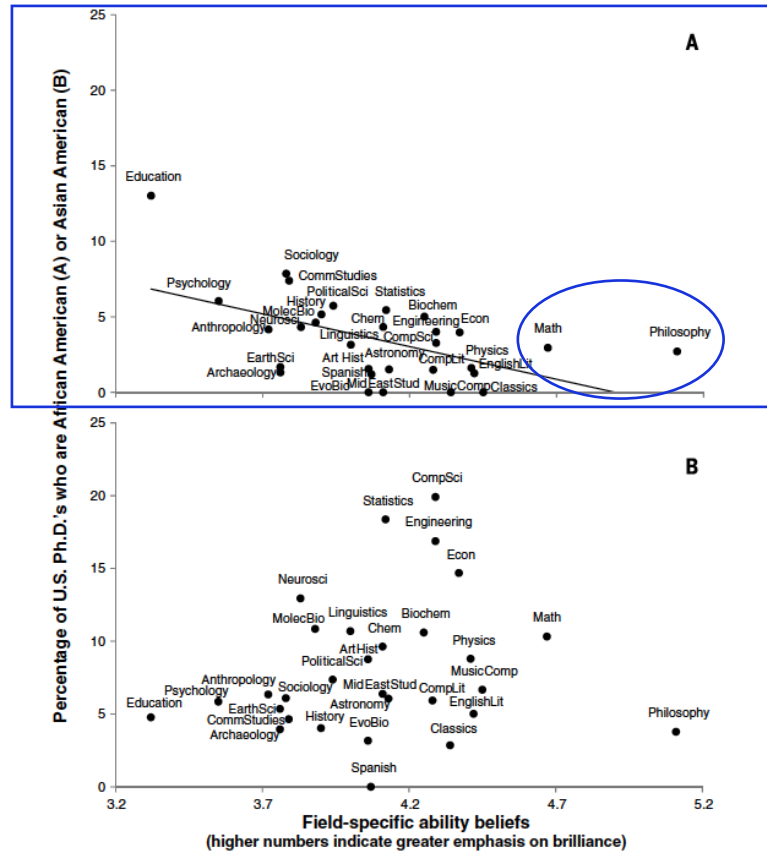 Percentage of U.S. Ph.D.'s who are African American (A) or Asian American (B)
25
A
20
15
Education
10
Sociology
CommStudies
Psychology
PoliticalSci Statistics
History
Biochem
MolecBio
5
Neurosci
Chem Engineering Econ
Anthropology
Linguistics CompSci
Math
Philosophy
EarthSci
Art Hist Astronomy CompLit Physics
Archaeology
Spanish
EnglishLit
EvoBio MidEastStud MusicComp Classics
0
25
B
CompSci
20
Statistics
Engineering
15
Econ
Neurosci
MolecBio Linguistics Biochem
Math
10
Chem
ArtHist
Physics
PoliticalSci
MusicComp
Anthropology Sociology MidEastStud CompLit
Education Psychology
EarthSci
Astronomy
EnglishLit
5
CommStudies History EvoBio Classics
Philosophy
Archaeology
Spanish
0
3.2 3.7 4.2 4.7 5.2
Field-specific ability beliefs
(higher numbers indicate greater emphasis on brilliance)